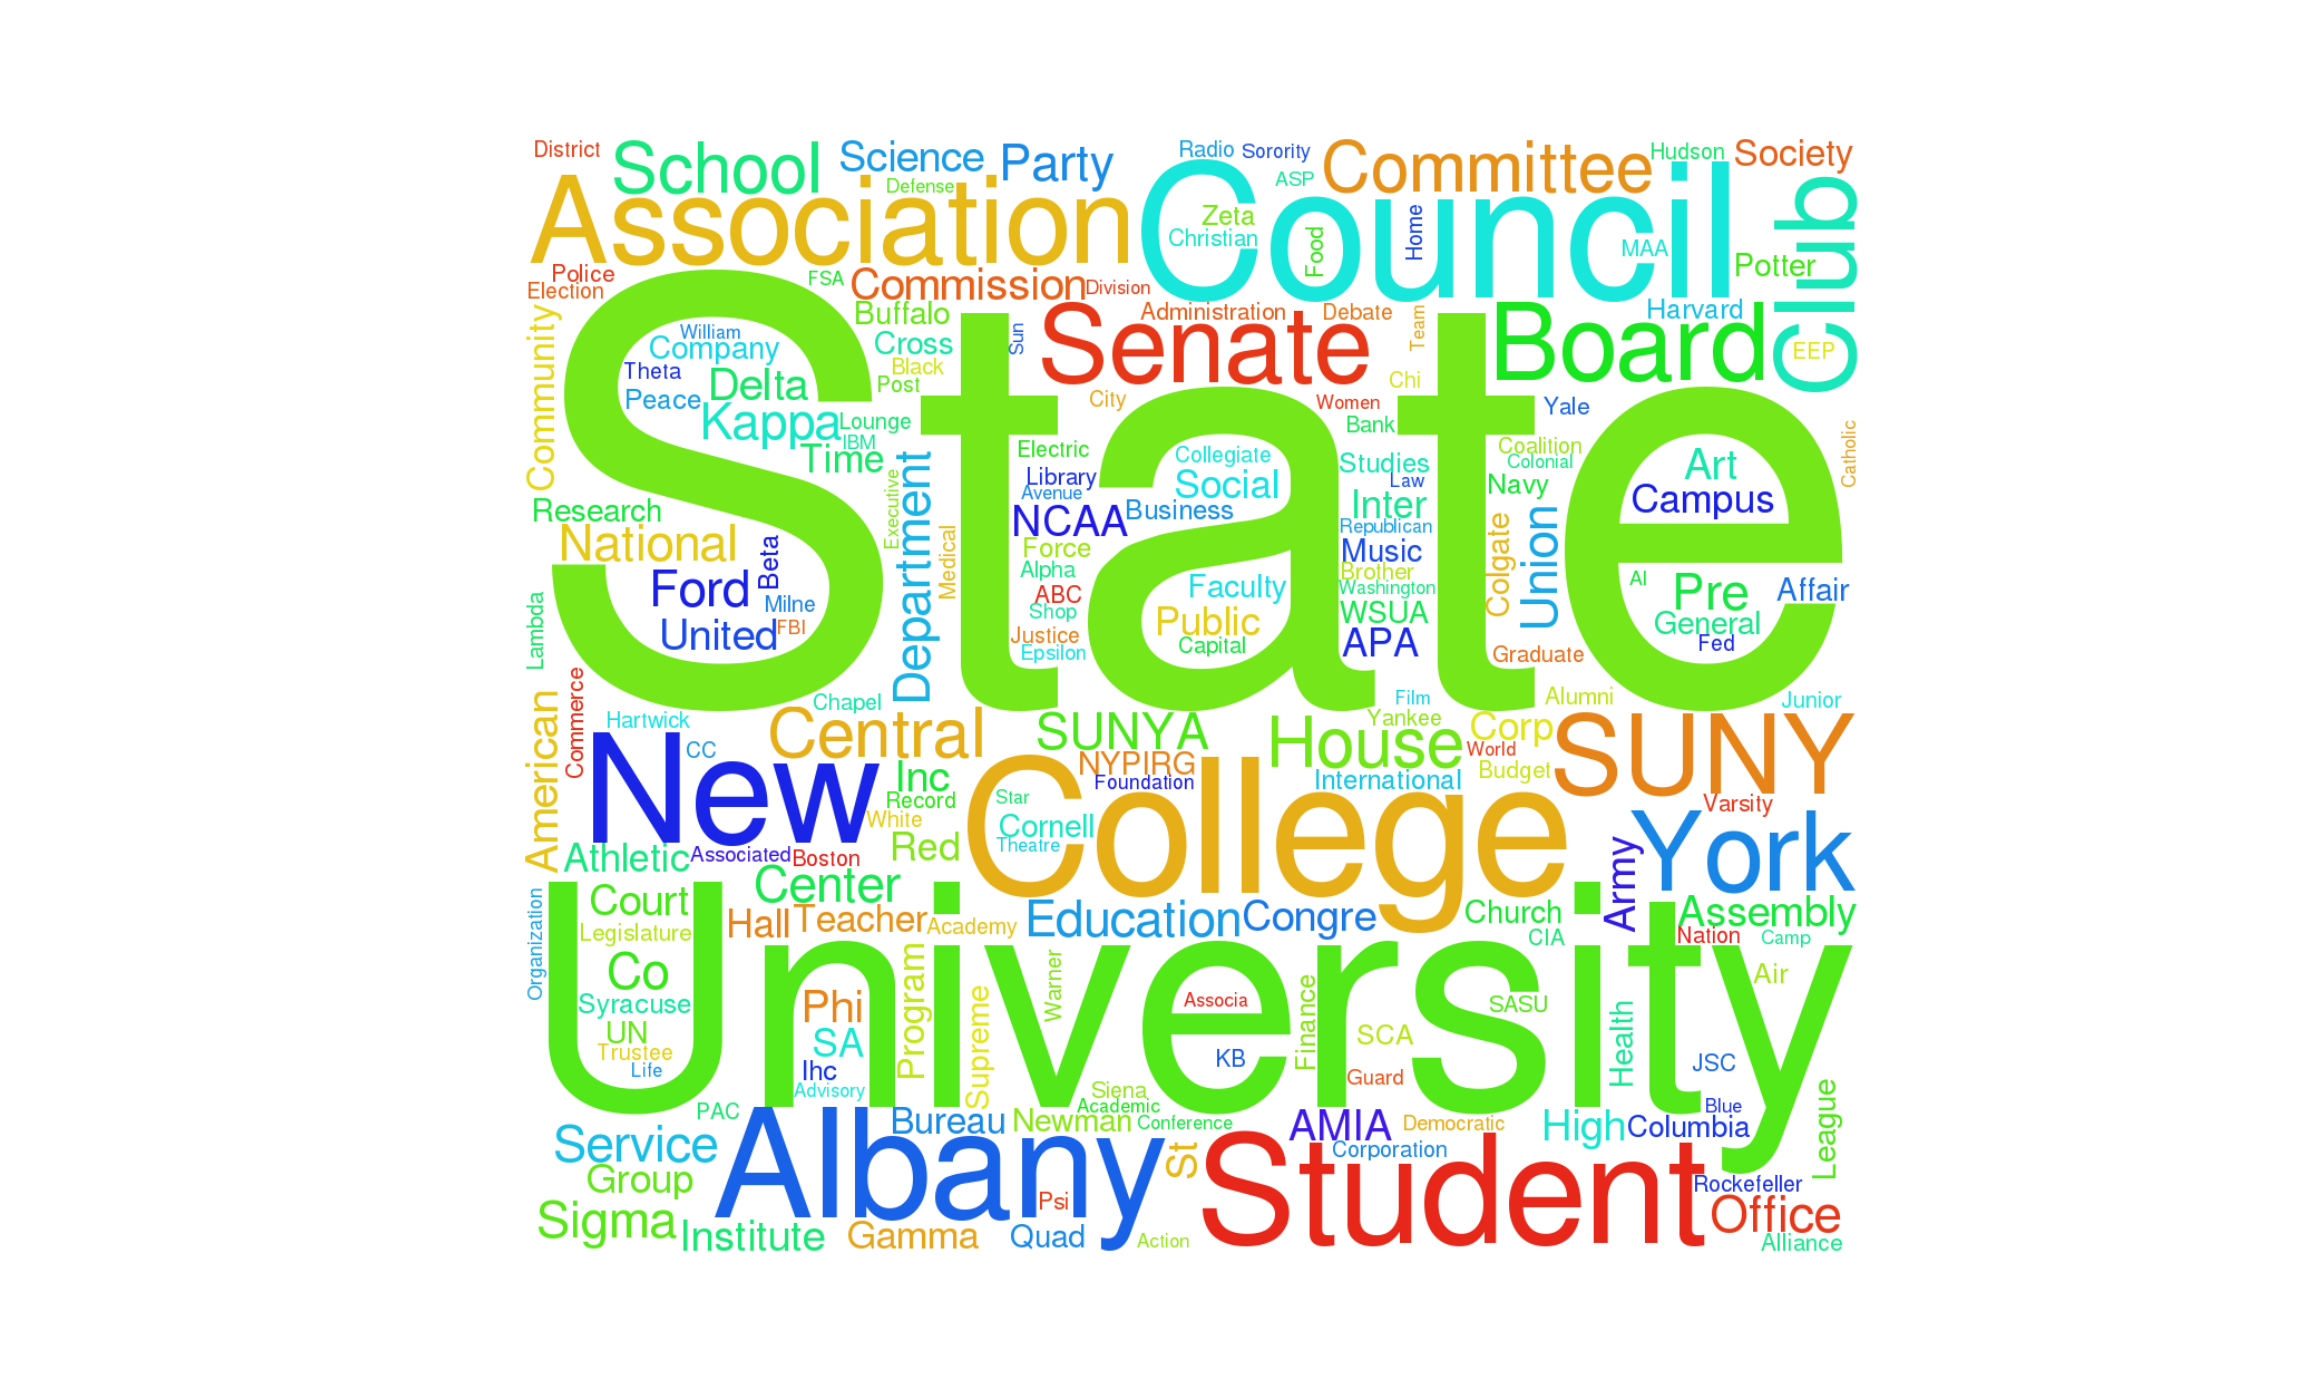 District
School
Science
Party
Radio
Sorority
Committee
Hudson
Society
Association
Defense
Council
ASP
Zeta
Christian
Food
Home
MAA
Club
Potter
Police
Election
FSA
Commission
Division
Buffalo
Administration
Debate
Team
Harvard
Board
Senate
Community
William
Company
Cross
Sun
EEP
Theta
Delta
Black
Post
Chi
Peace
Kappa
Lounge
City
Women
Yale
IBM
Time
Bank
State
Electric
Collegiate
Studies
Coalition
Colonial
Art
Catholic
Executive
Department
Library
Avenue
Social
Law
Navy
Campus
Research
NCAA
Business
Inter
Republican
National
Beta
Medical
Force
Music
Colgate
Union
Alpha
Faculty
Brother
Washington
AI
Pre
Affair
Ford
Milne
ABC
Shop
Public
WSUA
General
Lambda
United
FBI
Justice
Epsilon
Capital
APA
Graduate
Fed
American
Commerce
Chapel
Film
Alumni
Junior
Hartwick
CC
Central
SUNYA
Yankee
Corp
SUNY
New
NYPIRG
House
World
Inc
Foundation
International
Budget
Record
Star
Varsity
White
Cornell
College
York
Theatre
Athletic
Associated
Boston
Red
Army
Center
Organization
Court
Hall
Teacher
Academy
Education
Congre
Church
Assembly
Legislature
CIA
Nation
Camp
Co
University
Program
Warner
Air
Syracuse
Phi
Supreme
Associa
Finance
SASU
Health
UN
SA
SCA
Trustee
Life
Ihc
KB
JSC
Advisory
Siena
Guard
PAC
Academic
Blue
League
Service
Albany
Bureau
Newman
Conference
AMIA
Democratic
High
Columbia
Group
St
Corporation
Student
Rockefeller
Sigma
Psi
Office
Institute
Gamma
Quad
Action
Alliance